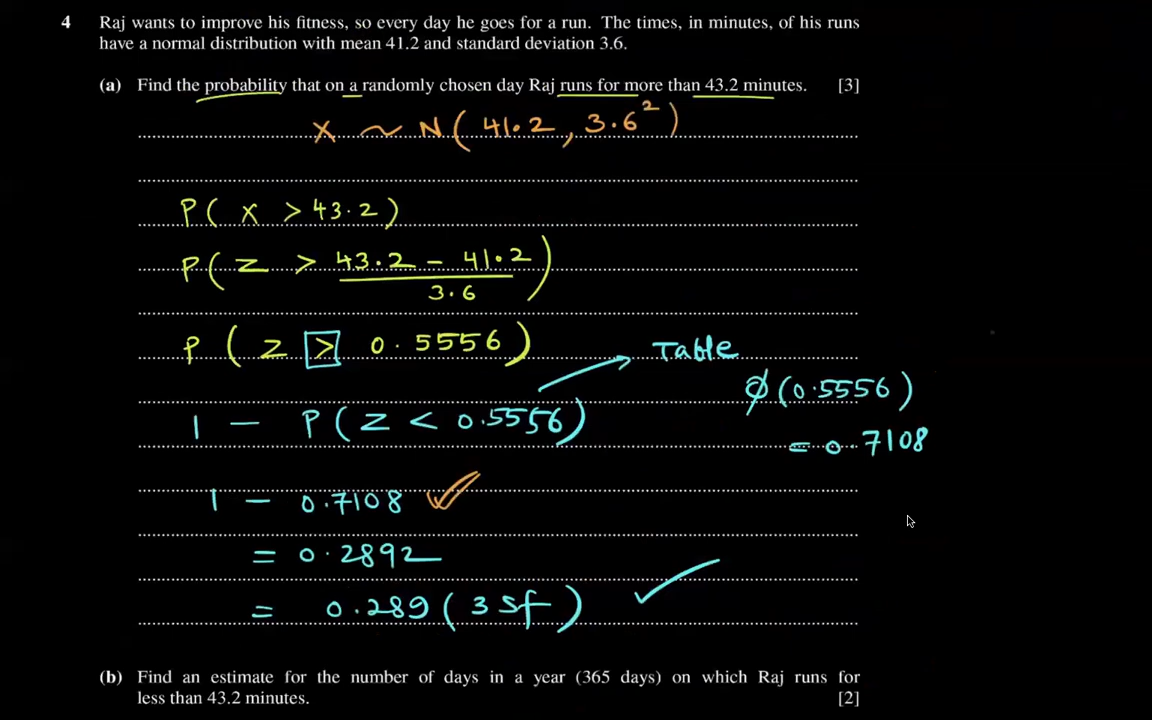 4 Raj wants to improve his fitness, so every day he goes for a run. The times, in minutes, of his runs
have a normal distribution with mean 41.2 and standard deviation 3.6.
(a) Find the probability that on a randomly chosen day Raj runs for more than 43.2 minutes. [3]
X ~ N( 41.2 , 3.6² )
P( X > 43.2 )
P( Z > (43.2 - 41.2)/3.6 )
P ( Z > 0.5556 )
Table
1 - P( Z < 0.5556 )
ϕ(0.5556)
= 0.7108
1 - 0.7108 ✓
= 0.2892
= 0.289 ( 3 sf ) ✓
(b) Find an estimate for the number of days in a year (365 days) on which Raj runs for
less than 43.2 minutes. [2]